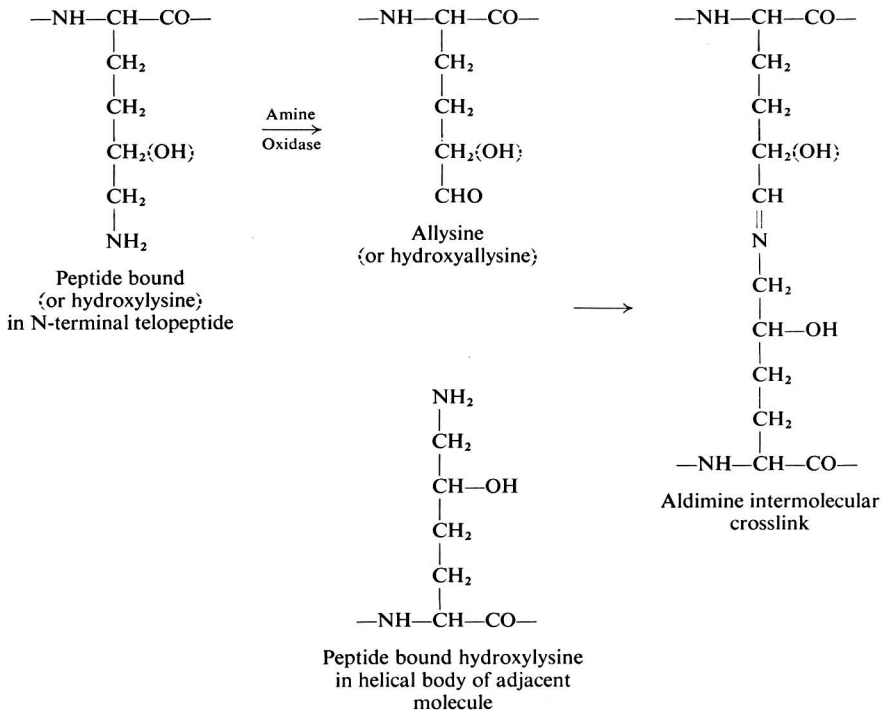 —NH—CH—CO—
CH₂
CH₂
CH₂(OH)
CH₂
NH₂
Peptide bound
(or hydroxylysine)
in N-terminal telopeptide
Amine
Oxidase
—NH—CH—CO—
CH₂
CH₂
CH₂(OH)
CHO
Allysine
(or hydroxyallysine)
NH₂
CH₂
CH—OH
CH₂
CH₂
—NH—CH—CO—
Peptide bound hydroxylysine
in helical body of adjacent
molecule
—NH—CH—CO—
CH₂
CH₂
CH₂(OH)
CH
N
CH₂
CH—OH
CH₂
CH₂
—NH—CH—CO—
Aldimine intermolecular
crosslink